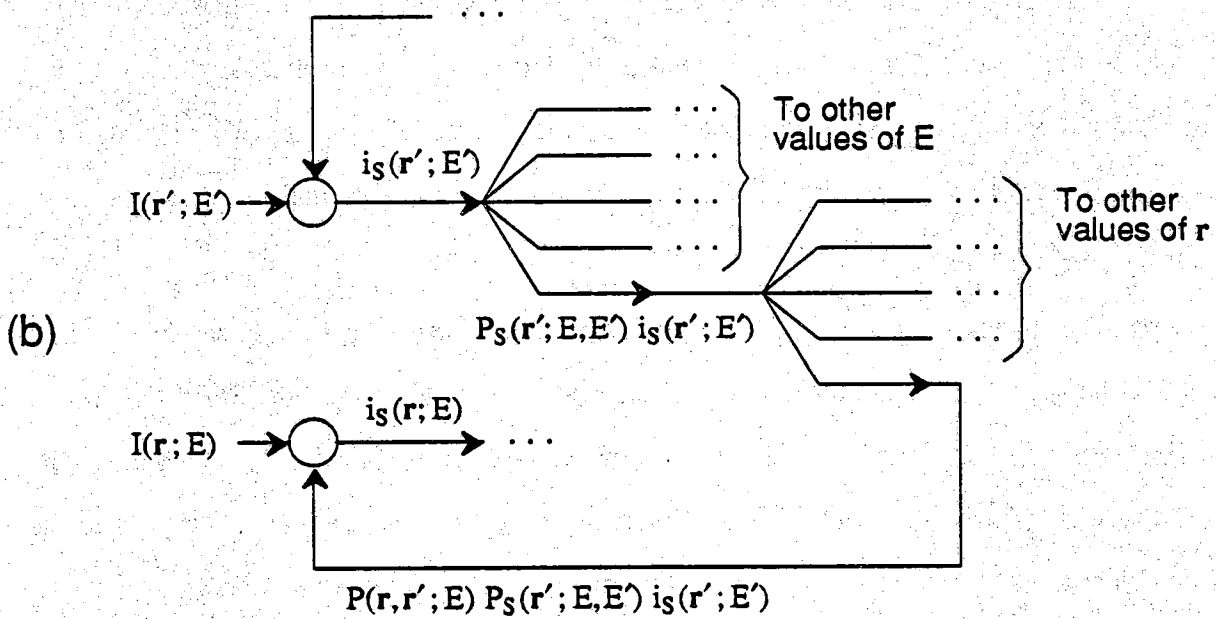 . . .
To other
values of E
. . .
. . .
. . .
. . .
i_S(r′; E′)
I(r′; E′)
To other
values of r
. . .
. . .
. . .
. . .
P_S(r′; E,E′) i_S(r′; E′)
(b)
i_S(r; E)
I(r; E)
. . .
P(r,r′; E) P_S(r′; E,E′) i_S(r′; E′)